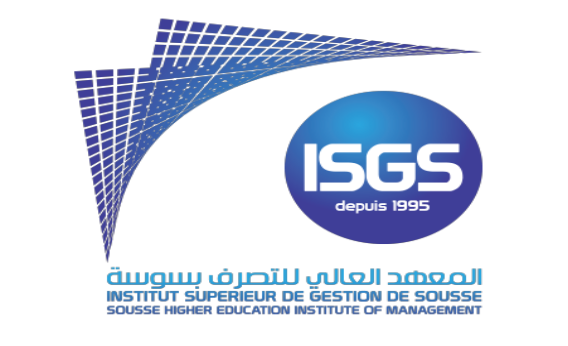 ISGS
depuis 1995
المعهد العالي للتصرف بسوسة
INSTITUT SUPERIEUR DE GESTION DE SOUSSE
SOUSSE HIGHER EDUCATION INSTITUTE OF MANAGEMENT